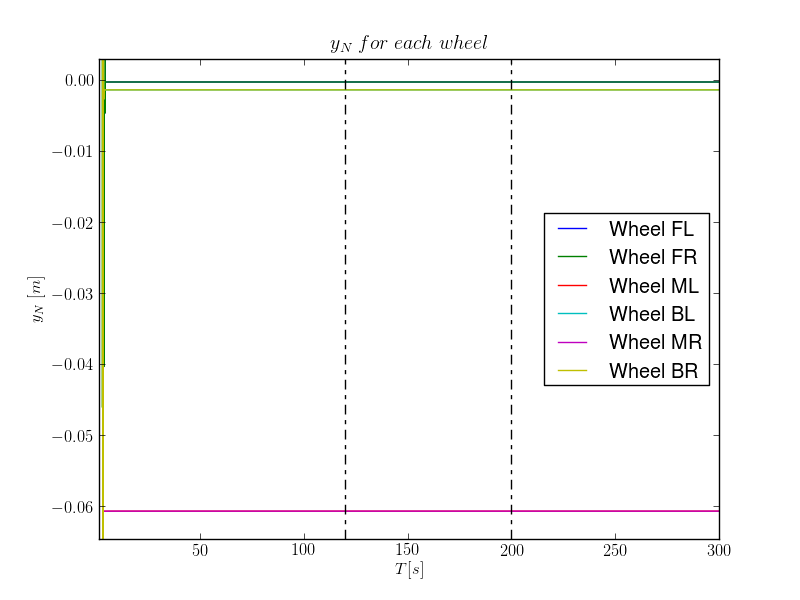 y_N for each wheel
0.00
−0.01
−0.02
−0.03
−0.04
−0.05
−0.06
y_N [m]
Wheel FL
Wheel FR
Wheel ML
Wheel BL
Wheel MR
Wheel BR
50 100 150 200 250 300
T[s]